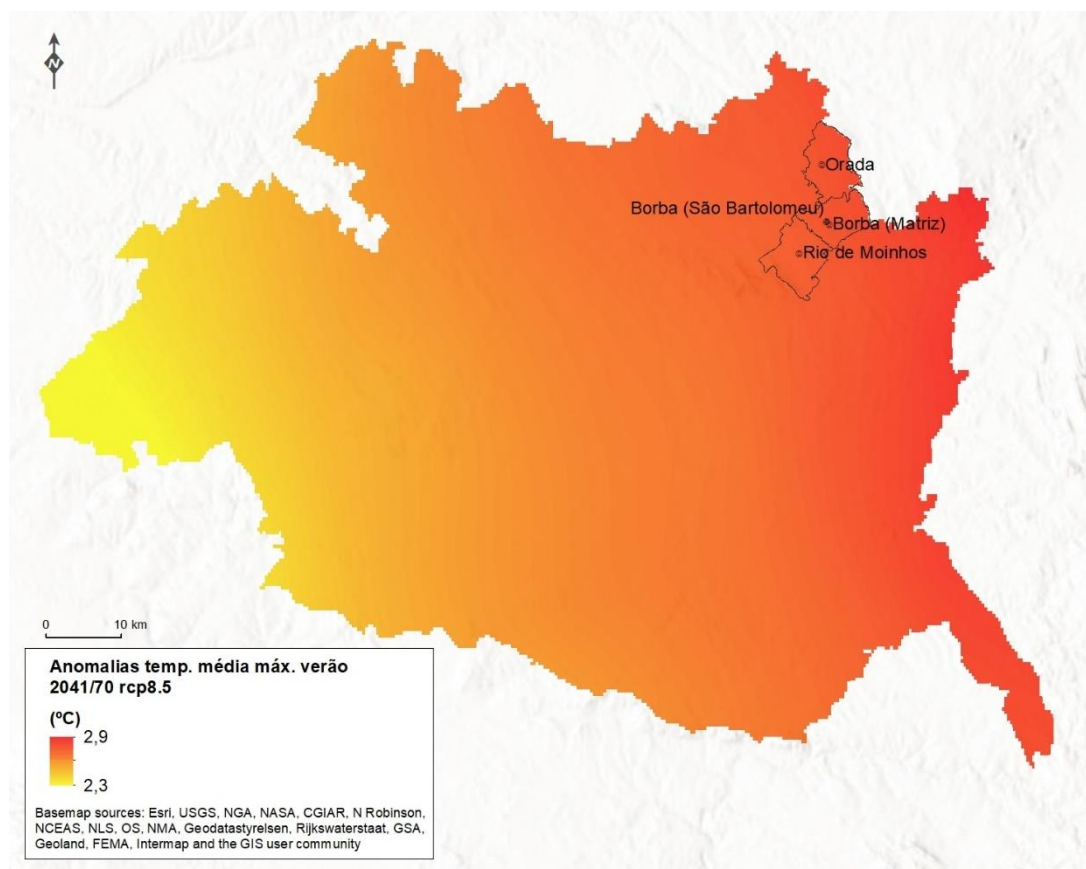 N
Orada
Borba (São Bartolomeu)
Borba (Matriz)
Rio de Moinhos
0 10 km
Anomalias temp. média máx. verão
2041/70 rcp8.5
(ºC)
2,9
2,3
Basemap sources: Esri, USGS, NGA, NASA, CGIAR, N Robinson,
NCEAS, NLS, OS, NMA, Geodatastyrelsen, Rijkswaterstaat, GSA,
Geoland, FEMA, Intermap and the GIS user community